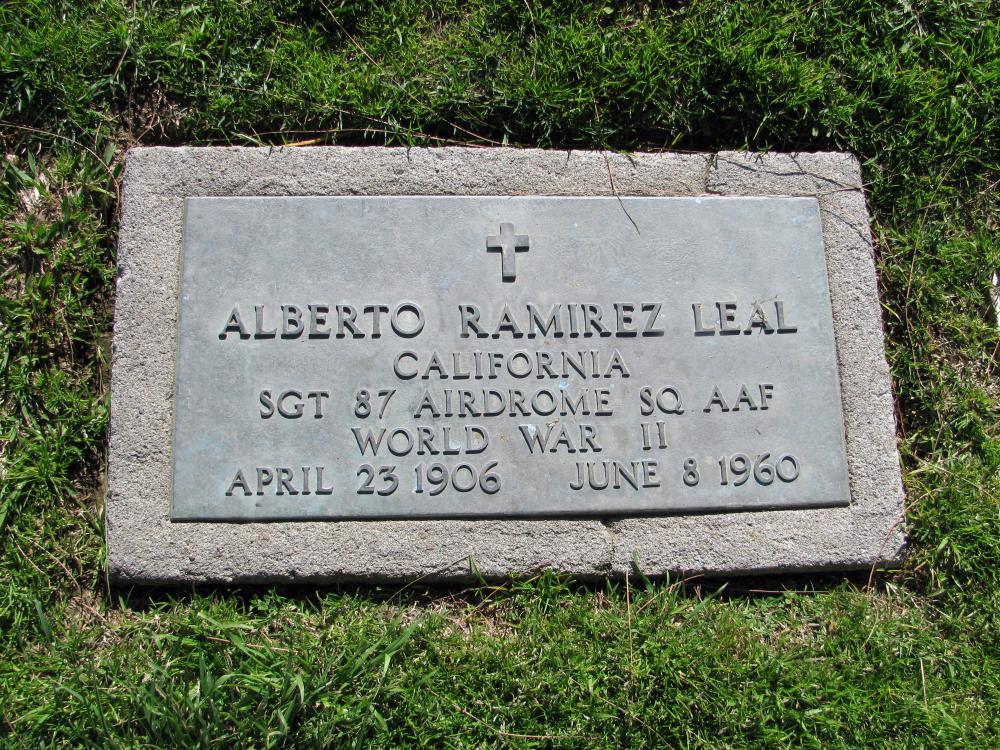 ALBERTO RAMIREZ LEAL
CALIFORNIA
SGT 87 AIRDROME SQ AAF
WORLD WAR II
APRIL 23 1906 JUNE 8 1960